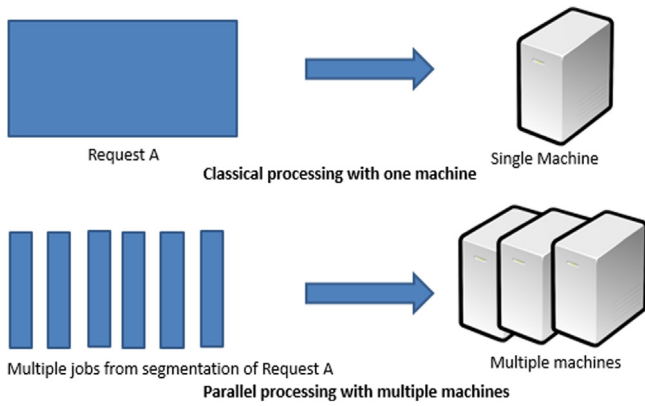 Request A
Single Machine
Classical processing with one machine
Multiple jobs from segmentation of Request A
Multiple machines
Parallel processing with multiple machines